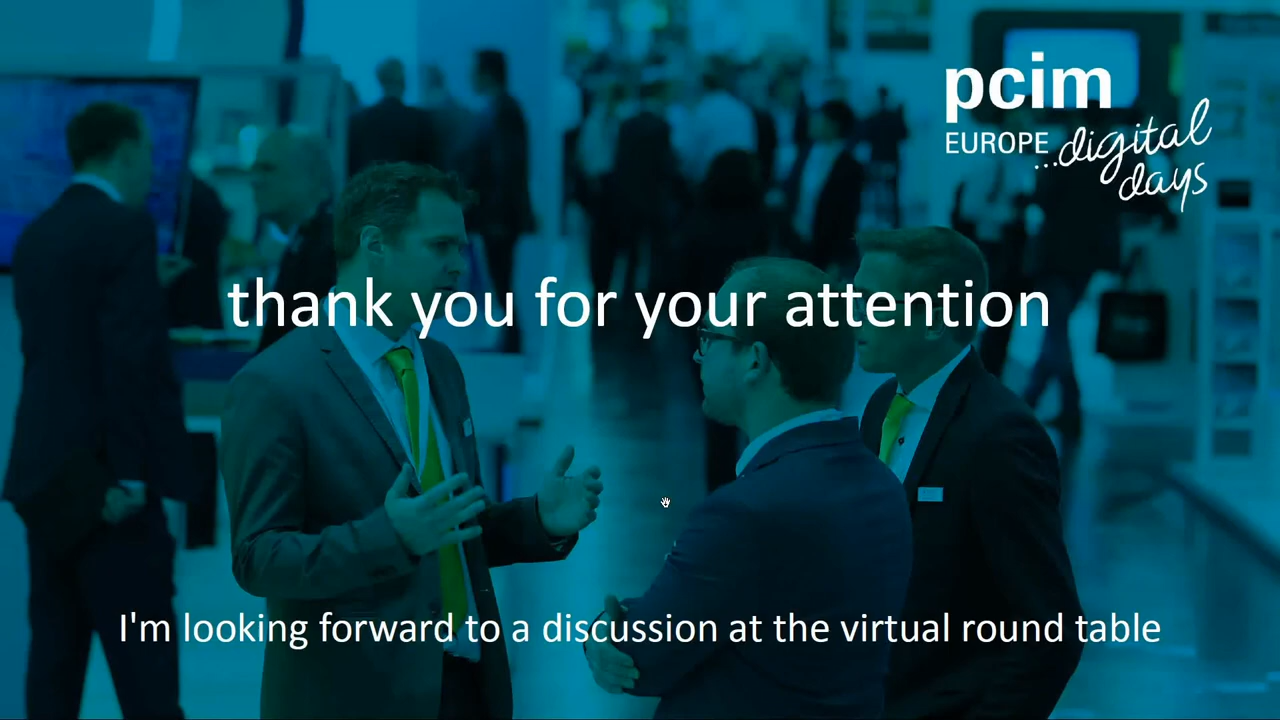 pcim
EUROPE
...digital
days
thank you for your attention
I'm looking forward to a discussion at the virtual round table